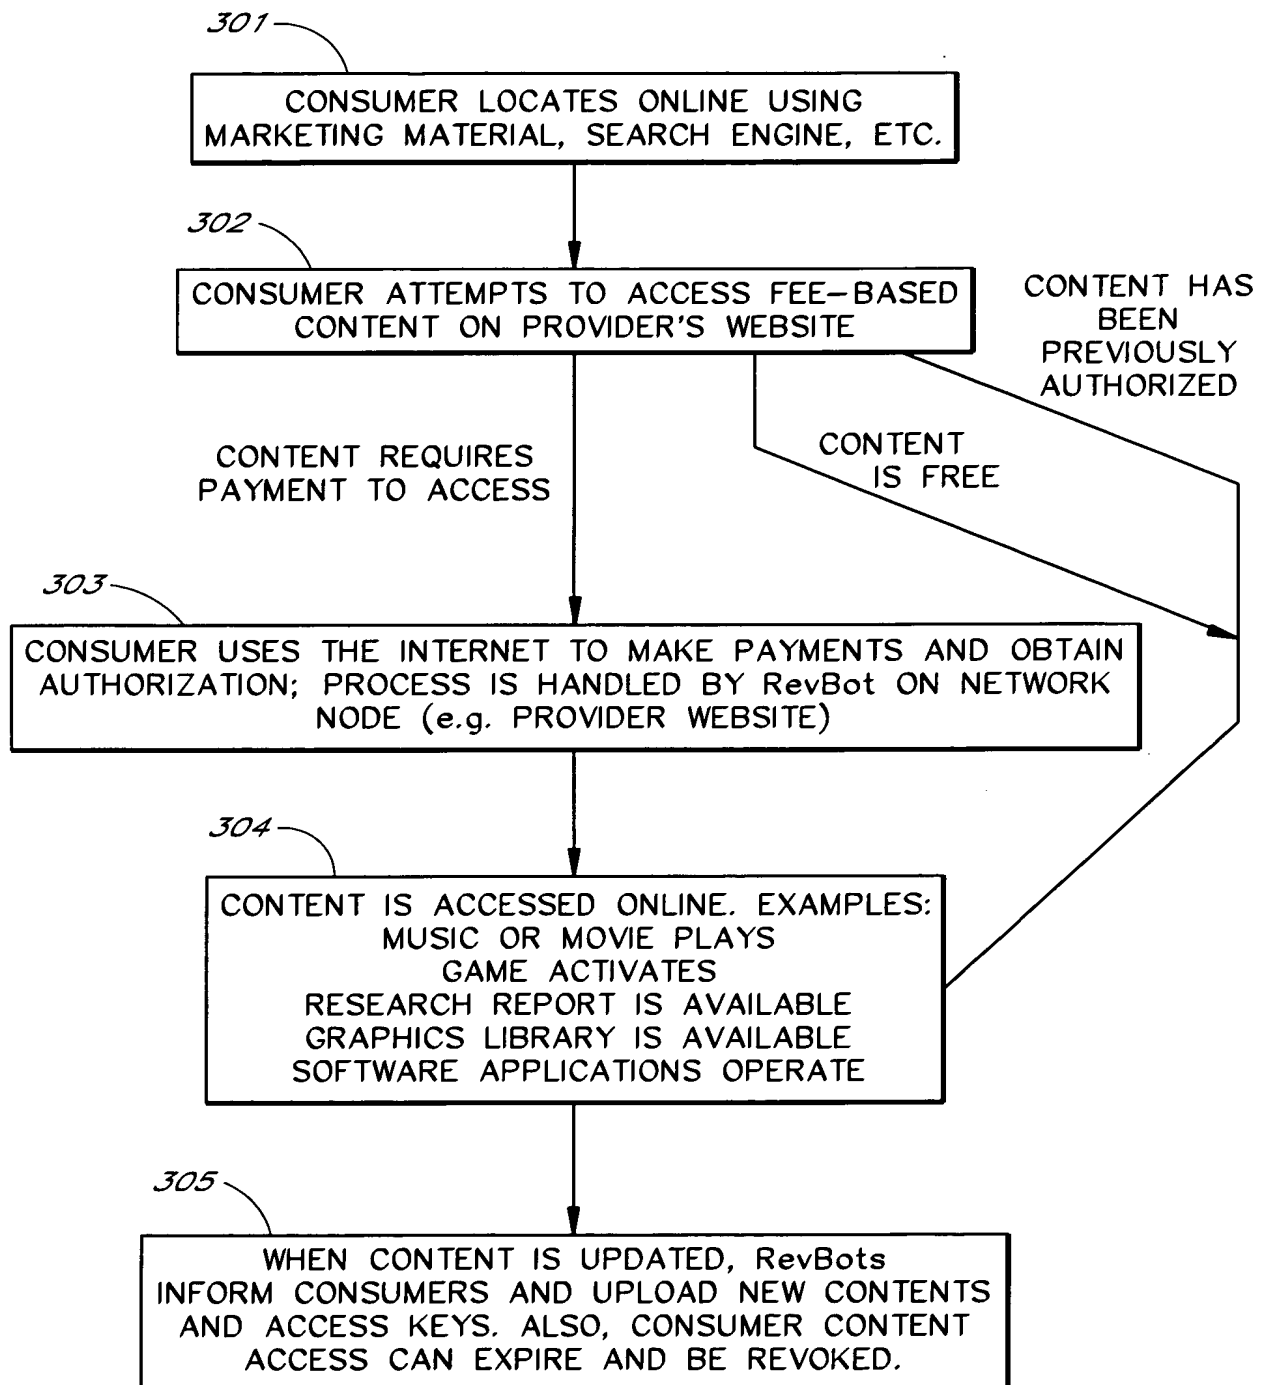 301
CONSUMER LOCATES ONLINE USING
MARKETING MATERIAL, SEARCH ENGINE, ETC.
302
CONSUMER ATTEMPTS TO ACCESS FEE-BASED
CONTENT ON PROVIDER'S WEBSITE
CONTENT HAS
BEEN
PREVIOUSLY
AUTHORIZED
CONTENT REQUIRES
PAYMENT TO ACCESS
CONTENT
IS FREE
303
CONSUMER USES THE INTERNET TO MAKE PAYMENTS AND OBTAIN
AUTHORIZATION; PROCESS IS HANDLED BY RevBot ON NETWORK
NODE (e.g. PROVIDER WEBSITE)
304
CONTENT IS ACCESSED ONLINE. EXAMPLES:
MUSIC OR MOVIE PLAYS
GAME ACTIVATES
RESEARCH REPORT IS AVAILABLE
GRAPHICS LIBRARY IS AVAILABLE
SOFTWARE APPLICATIONS OPERATE
305
WHEN CONTENT IS UPDATED, RevBots
INFORM CONSUMERS AND UPLOAD NEW CONTENTS
AND ACCESS KEYS. ALSO, CONSUMER CONTENT
ACCESS CAN EXPIRE AND BE REVOKED.